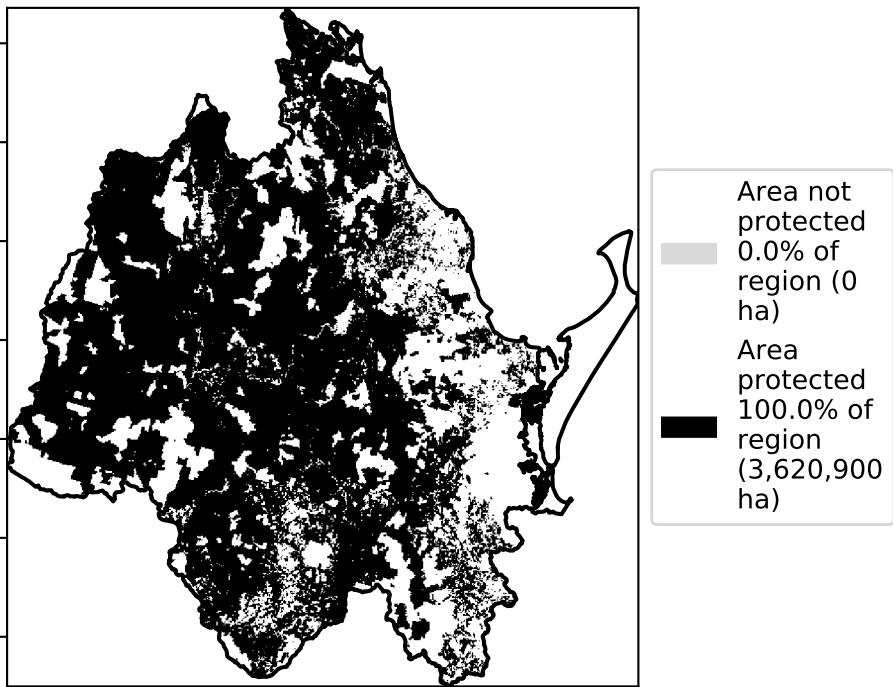 Area not
protected
0.0% of
region (0
ha)
Area
protected
100.0% of
region
(3,620,900
ha)